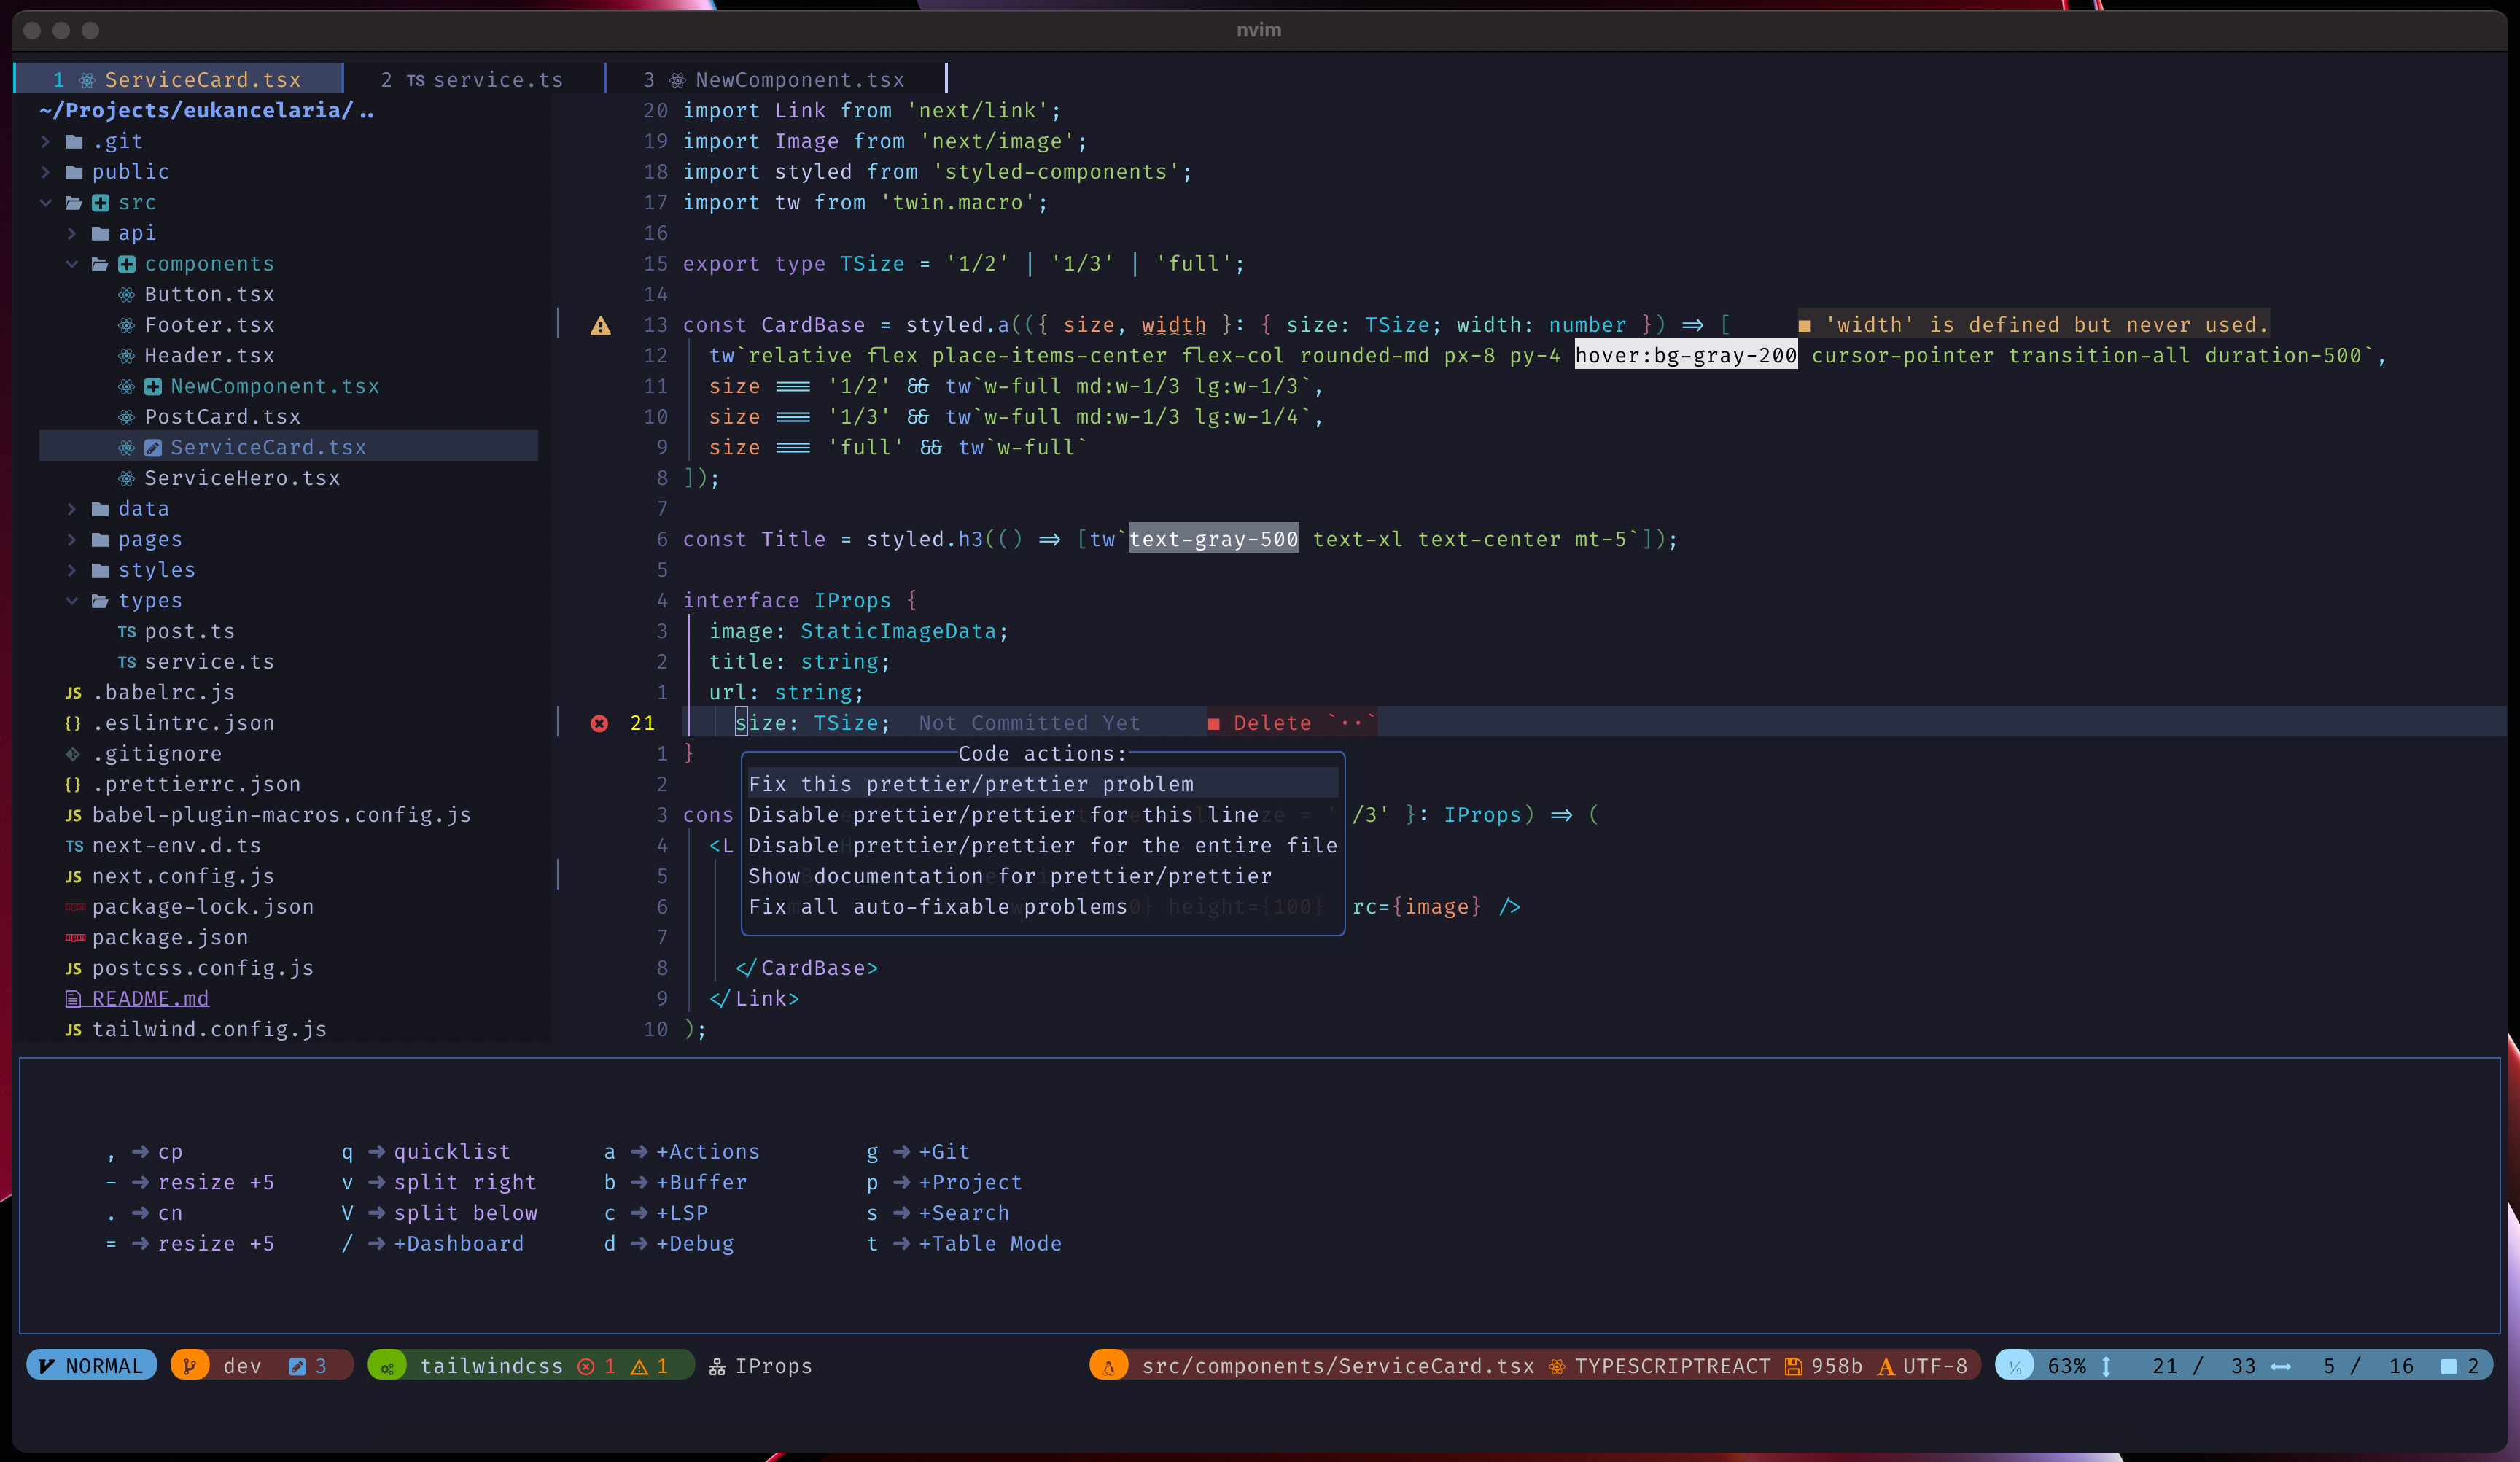 nvim
1 ServiceCard.tsx 2 TS service.ts 3 NewComponent.tsx
~/Projects/eukancelaria/..
.git
public
src
api
components
Button.tsx
Footer.tsx
Header.tsx
NewComponent.tsx
PostCard.tsx
ServiceCard.tsx
ServiceHero.tsx
data
pages
styles
types
TS post.ts
TS service.ts
JS .babelrc.js
{} .eslintrc.json
.gitignore
{} .prettierrc.json
JS babel-plugin-macros.config.js
TS next-env.d.ts
JS next.config.js
package-lock.json
package.json
JS postcss.config.js
README.md
JS tailwind.config.js
20 import Link from 'next/link';
19 import Image from 'next/image';
18 import styled from 'styled-components';
17 import tw from 'twin.macro';
16
15 export type TSize = '1/2' | '1/3' | 'full';
14
13 const CardBase = styled.a(({ size, width }: { size: TSize; width: number }) => [ ■ 'width' is defined but never used.
12 tw`relative flex place-items-center flex-col rounded-md px-8 py-4 hover:bg-gray-200 cursor-pointer transition-all duration-500`,
11 size === '1/2' && tw`w-full md:w-1/3 lg:w-1/3`,
10 size === '1/3' && tw`w-full md:w-1/3 lg:w-1/4`,
9 size === 'full' && tw`w-full`
8 ]);
7
6 const Title = styled.h3(() => [tw`text-gray-500 text-xl text-center mt-5`]);
5
4 interface IProps {
3 image: StaticImageData;
2 title: string;
1 url: string;
21 size: TSize; Not Committed Yet ■ Delete `··`
1 }
Code actions:
2 Fix this prettier/prettier problem
3 cons Disable prettier/prettier for this line ze = ' /3' }: IProps) => (
4 <L Disable prettier/prettier for the entire file
5 Show documentation for prettier/prettier
6 Fix all auto-fixable problems 0} height={100} rc={image} />
7
8 </CardBase>
9 </Link>
10 );
, → cp q → quicklist a → +Actions g → +Git
- → resize +5 v → split right b → +Buffer p → +Project
. → cn V → split below c → +LSP s → +Search
= → resize +5 / → +Dashboard d → +Debug t → +Table Mode
NORMAL dev 3 tailwindcss 1 1 IProps src/components/ServiceCard.tsx TYPESCRIPTREACT 958b UTF-8 63% 21 / 33 5 / 16 2